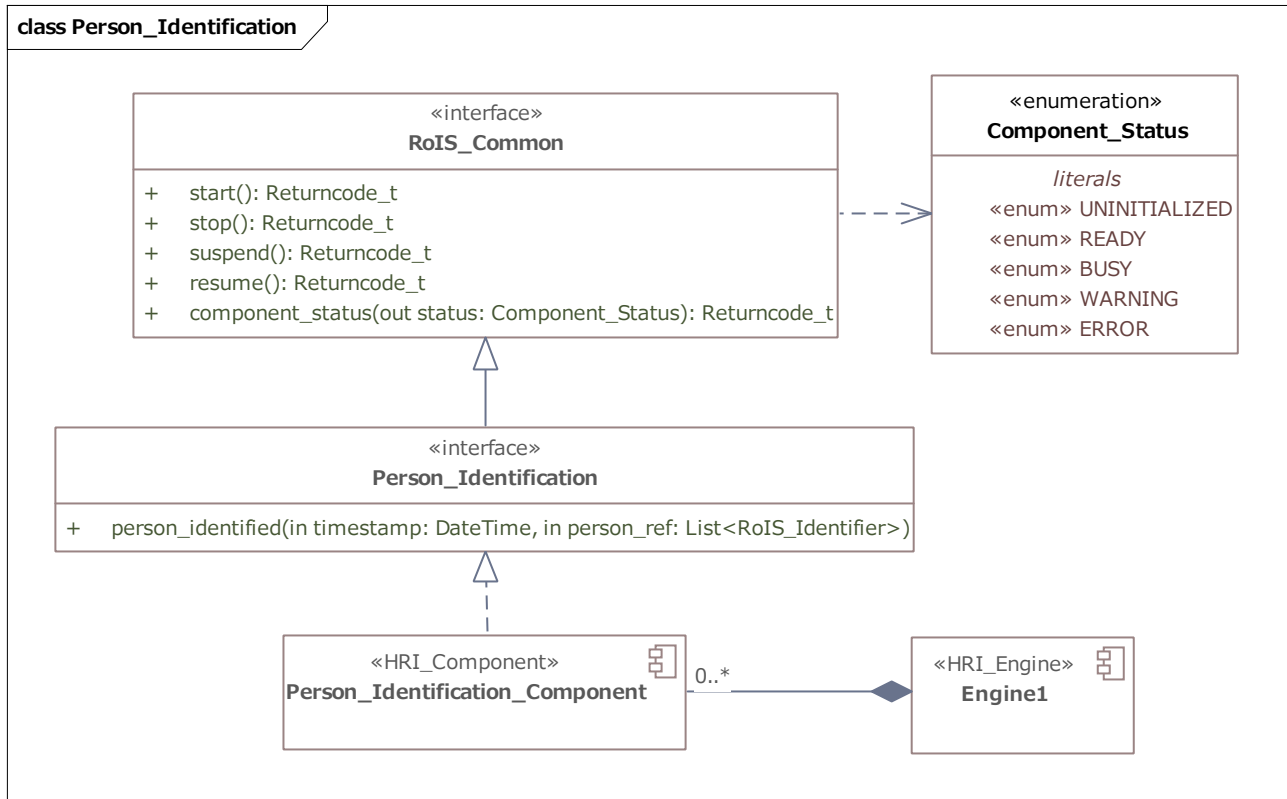 class Person_Identification
«interface»
RoIS_Common
+ start(): Returncode_t
+ stop(): Returncode_t
+ suspend(): Returncode_t
+ resume(): Returncode_t
+ component_status(out status: Component_Status): Returncode_t
«enumeration»
Component_Status
literals
«enum» UNINITIALIZED
«enum» READY
«enum» BUSY
«enum» WARNING
«enum» ERROR
«interface»
Person_Identification
+ person_identified(in timestamp: DateTime, in person_ref: List<RoIS_Identifier>)
«HRI_Component»
Person_Identification_Component
0..*
«HRI_Engine»
Engine1